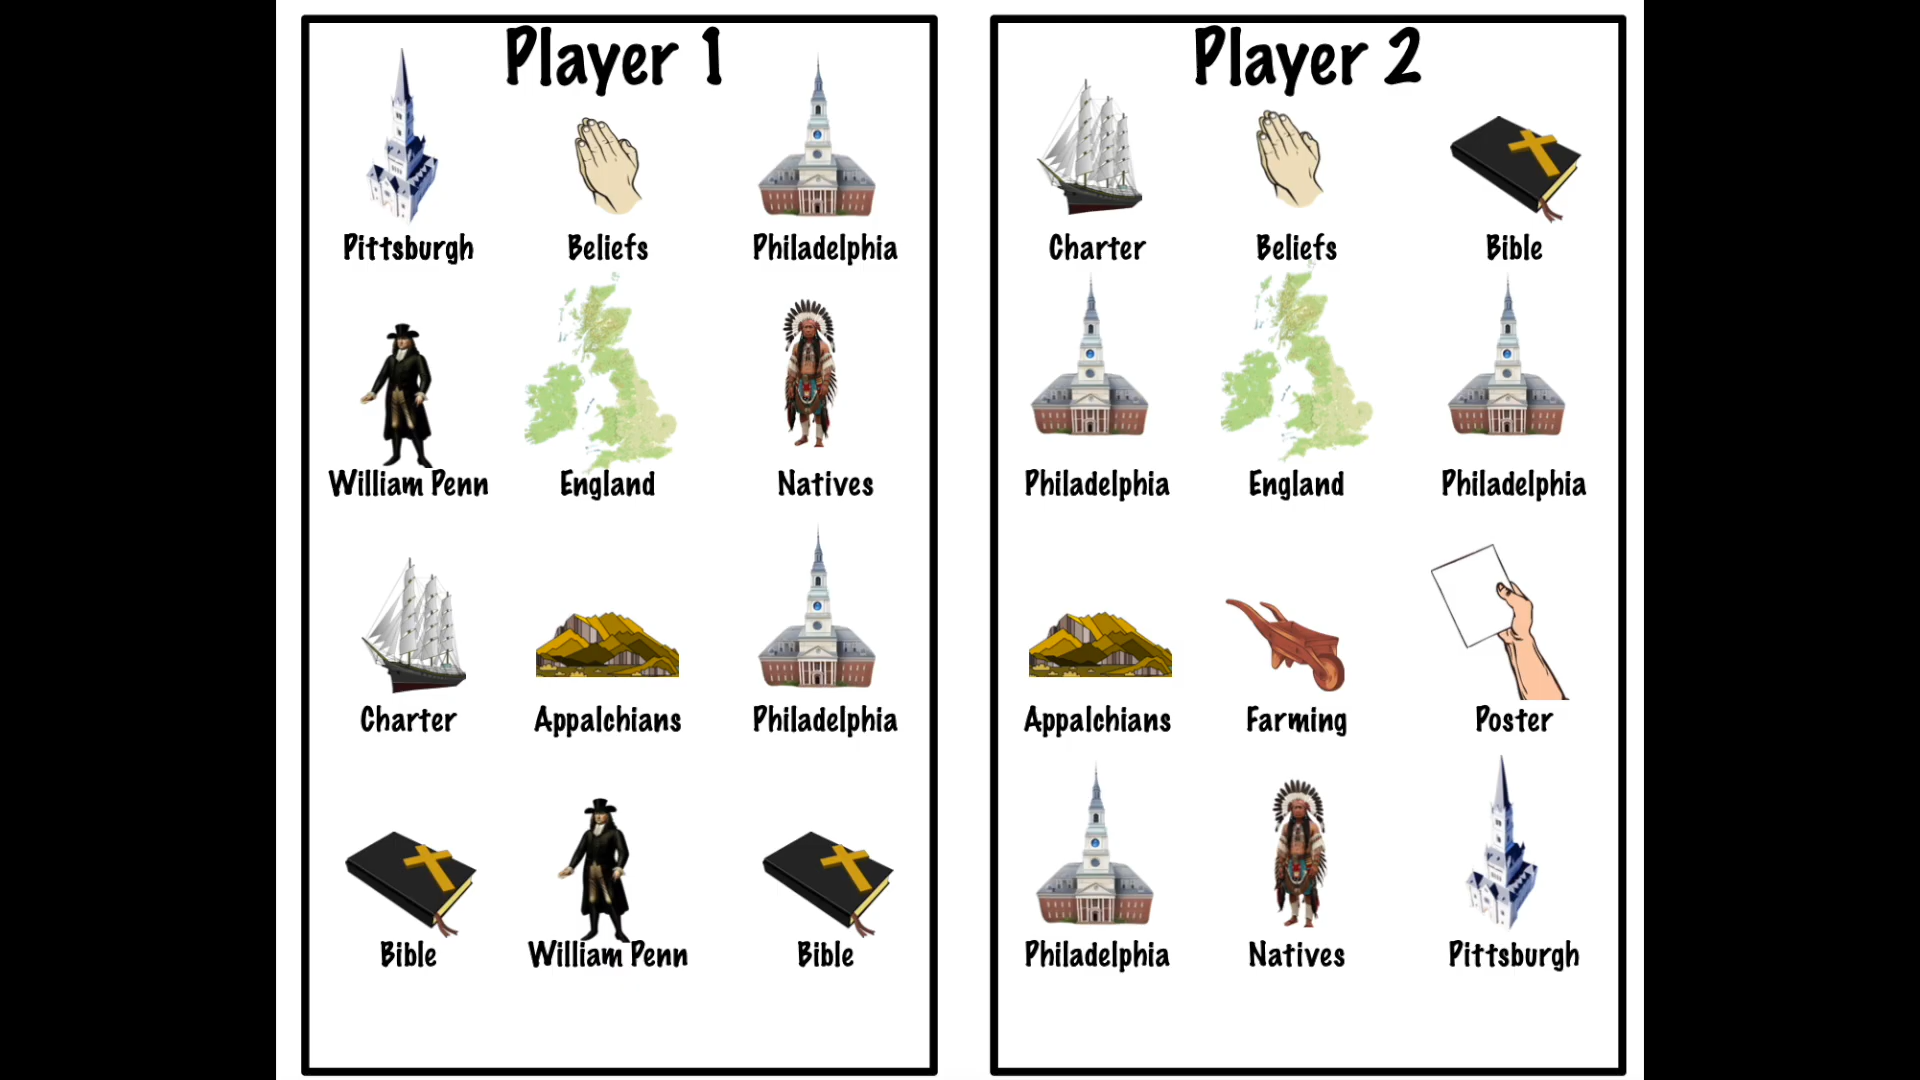 Player 1
Pittsburgh Beliefs Philadelphia
William Penn England Natives
Charter Appalchians Philadelphia
Bible William Penn Bible
Player 2
Charter Beliefs Bible
Philadelphia England Philadelphia
Appalchians Farming Poster
Philadelphia Natives Pittsburgh